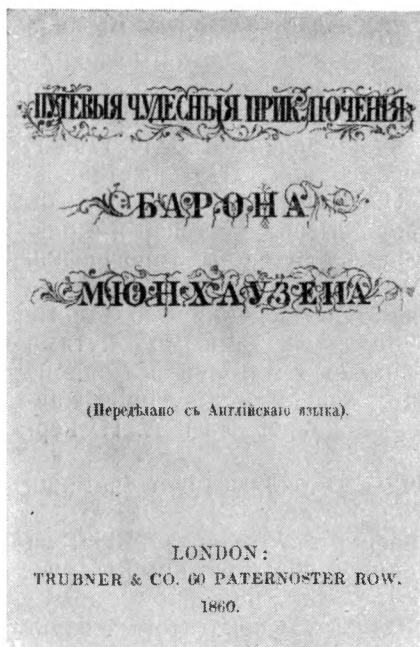 ПУТЕВЫЯ ЧУДЕСНЫЯ ПРИКЛЮЧЕНІЯ
БАРОНА
МЮНХАУЗЕНА
(Передѣлано съ Англійскаго языка).
LONDON:
TRUBNER & CO. 60 PATERNOSTER ROW.
1860.